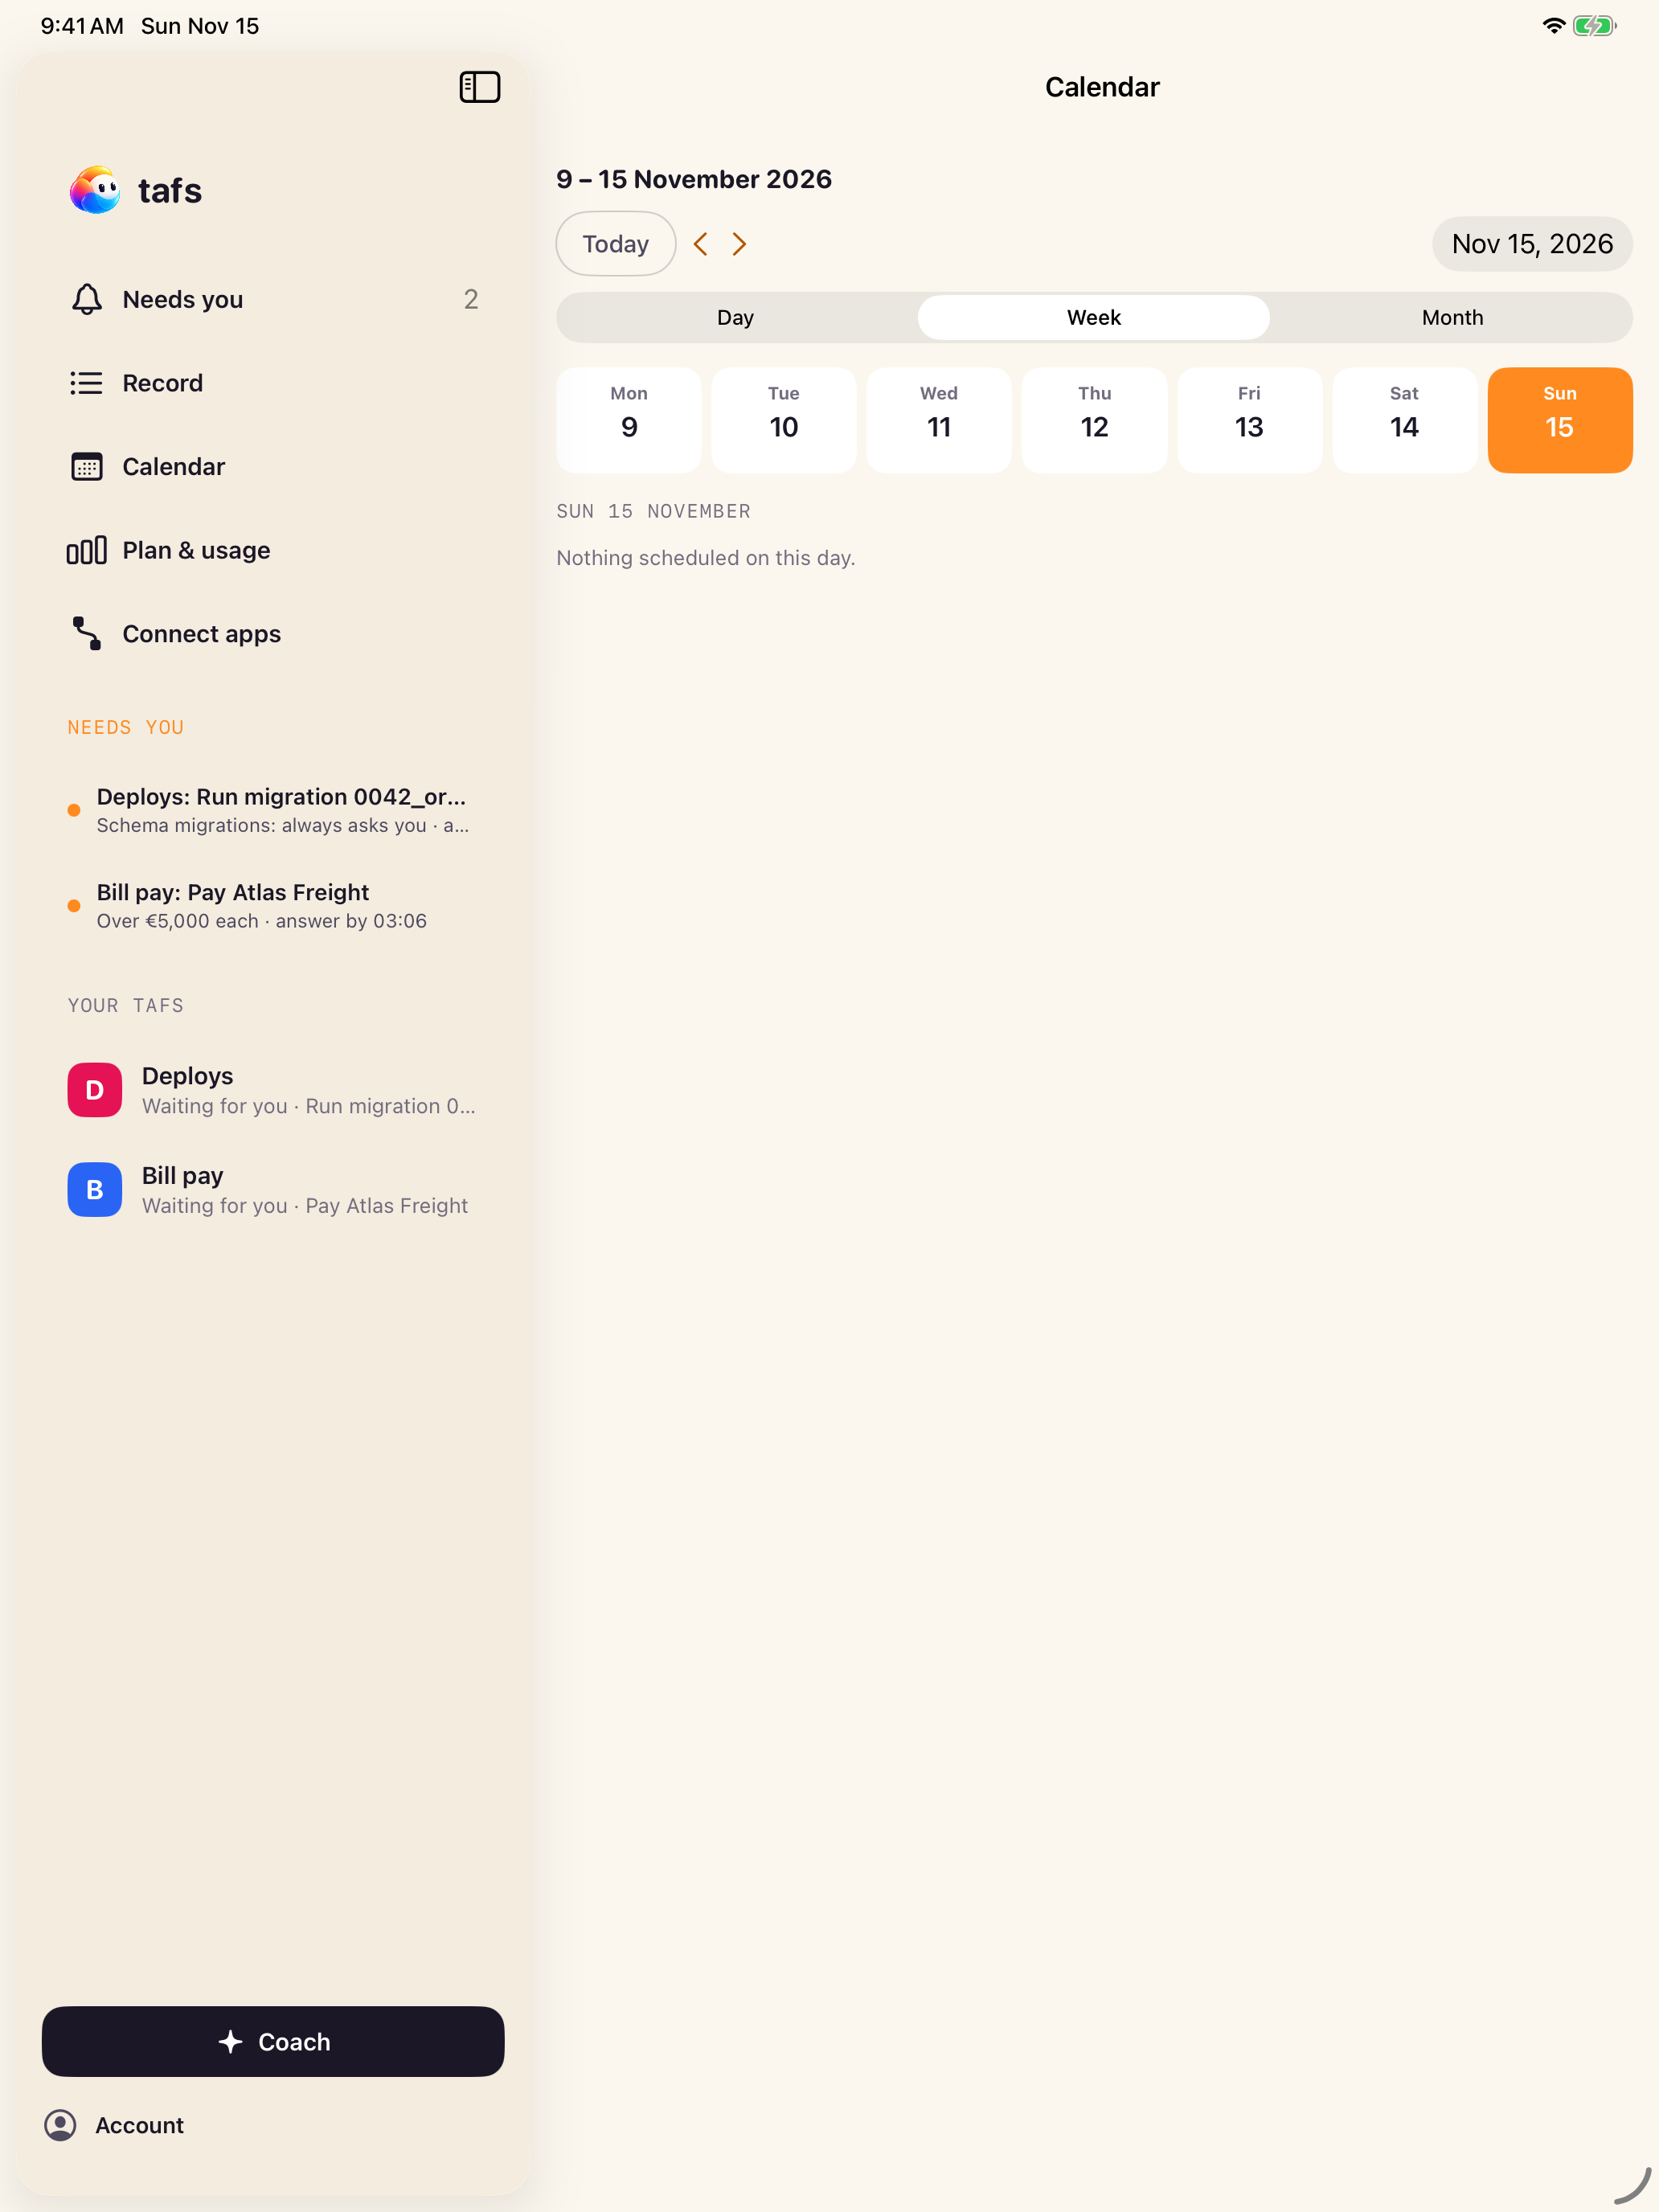 9:41 AM Sun Nov 15
tafs
Needs you 2
Record
Calendar
Plan & usage
Connect apps
NEEDS YOU
Deploys: Run migration 0042_or...
Schema migrations: always asks you · a...
Bill pay: Pay Atlas Freight
Over €5,000 each · answer by 03:06
YOUR TAFS
D
Deploys
Waiting for you · Run migration 0...
B
Bill pay
Waiting for you · Pay Atlas Freight
Coach
Account
Calendar
9 – 15 November 2026
Today
Nov 15, 2026
Day Week Month
Mon Tue Wed Thu Fri Sat Sun
9 10 11 12 13 14 15
SUN 15 NOVEMBER
Nothing scheduled on this day.